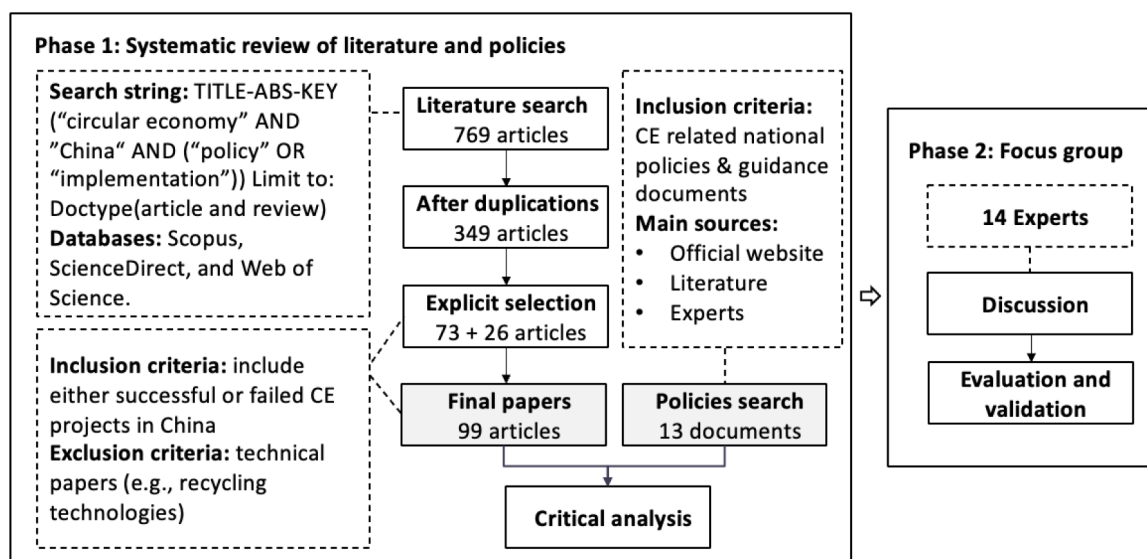 Phase 1: Systematic review of literature and policies
Search string: TITLE-ABS-KEY
(“circular economy” AND
”China“ AND (“policy” OR
“implementation”)) Limit to:
Doctype(article and review)
Databases: Scopus,
ScienceDirect, and Web of
Science.
Literature search
769 articles
After duplications
349 articles
Explicit selection
73 + 26 articles
Inclusion criteria: include
either successful or failed CE
projects in China
Exclusion criteria: technical
papers (e.g., recycling
technologies)
Final papers
99 articles
Inclusion criteria:
CE related national
policies & guidance
documents
Main sources:
• Official website
• Literature
• Experts
Policies search
13 documents
Critical analysis
Phase 2: Focus group
14 Experts
Discussion
Evaluation and
validation